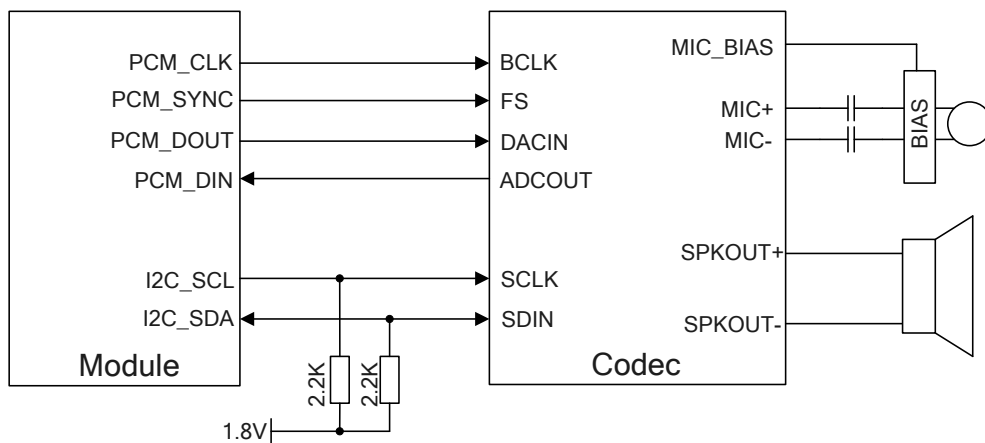 PCM_CLK
PCM_SYNC
PCM_DOUT
PCM_DIN
I2C_SCL
I2C_SDA
Module
BCLK
FS
DACIN
ADCOUT
SCLK
SDIN
Codec
MIC_BIAS
MIC+
MIC-
SPKOUT+
SPKOUT-
BIAS
2.2K
2.2K
1.8V